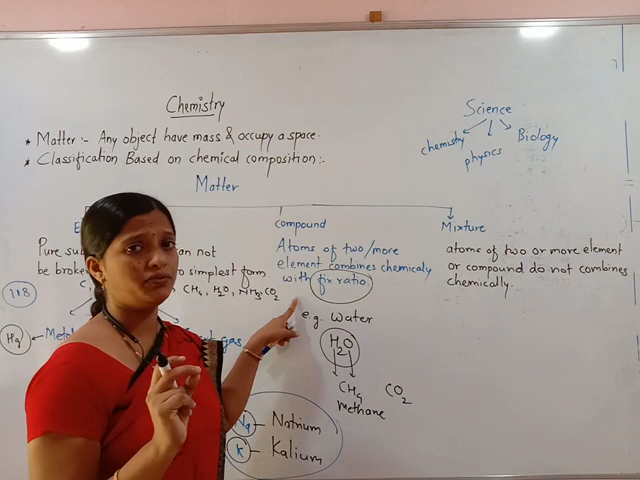 Chemistry
Science
chemistry
physics
Biology
* Matter :- Any object have mass & occupy a space.
* Classification Based on chemical composition :-
Matter
compound
Mixture
Pure
not
be broke simplest form
CH4, H2O, NH3, CO2
118
Hg
gas
Atoms of two/more
element combines chemicaly
with fix ratio
e.g. Water
H2O
CH4
methane
CO2
atoms of two or more element
or compound do not combines
chemically.
Na - Natrium
K - Kalium